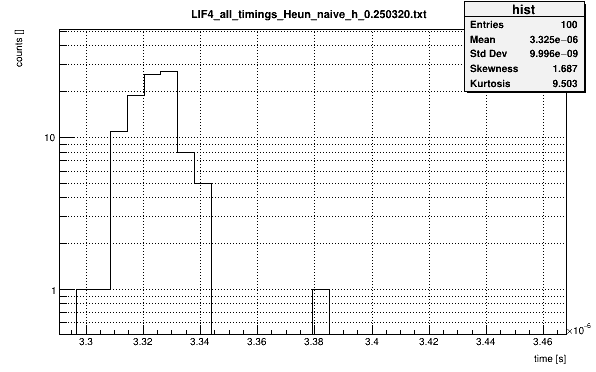 LIF4_all_timings_Heun_naive_h_0.250320.txt
hist
Entries 100
Mean 3.325e−06
Std Dev 9.996e−09
Skewness 1.687
Kurtosis 9.503
counts []
10
1
3.3 3.32 3.34 3.36 3.38 3.4 3.42 3.44 3.46
×10⁻⁶
time [s]